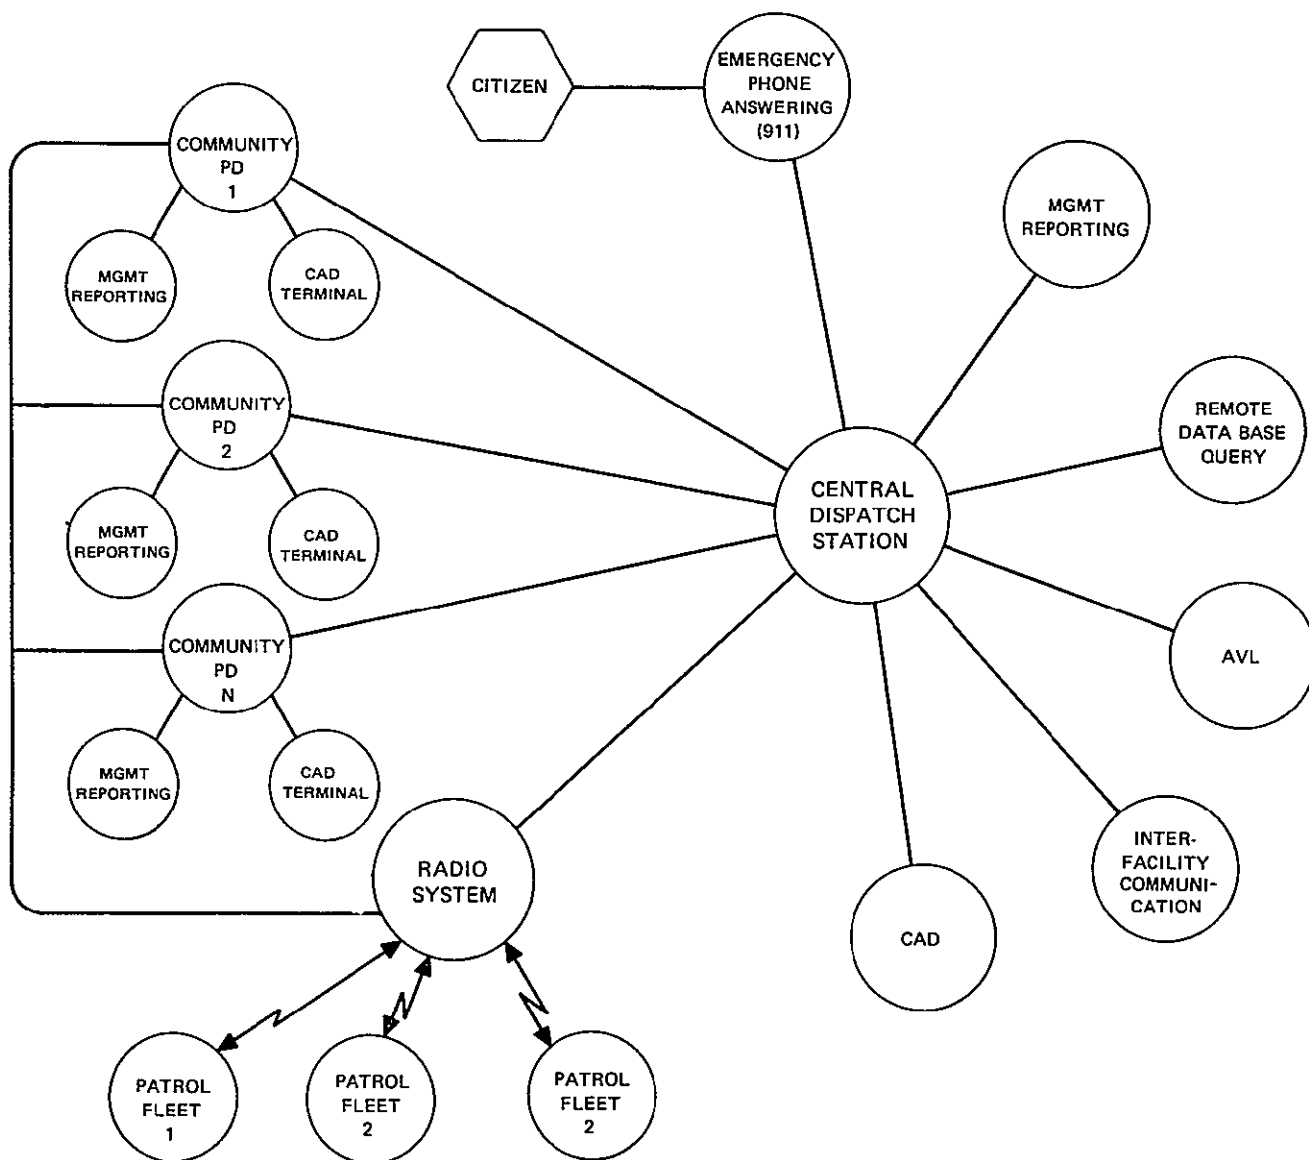 CITIZEN
EMERGENCY
PHONE
ANSWERING
(911)
COMMUNITY
PD
1
MGMT
REPORTING
CAD
TERMINAL
MGMT
REPORTING
COMMUNITY
PD
2
MGMT
REPORTING
CAD
TERMINAL
REMOTE
DATA BASE
QUERY
CENTRAL
DISPATCH
STATION
COMMUNITY
PD
N
MGMT
REPORTING
CAD
TERMINAL
AVL
RADIO
SYSTEM
CAD
INTER-
FACILITY
COMMUNI-
CATION
PATROL
FLEET
1
PATROL
FLEET
2
PATROL
FLEET
2